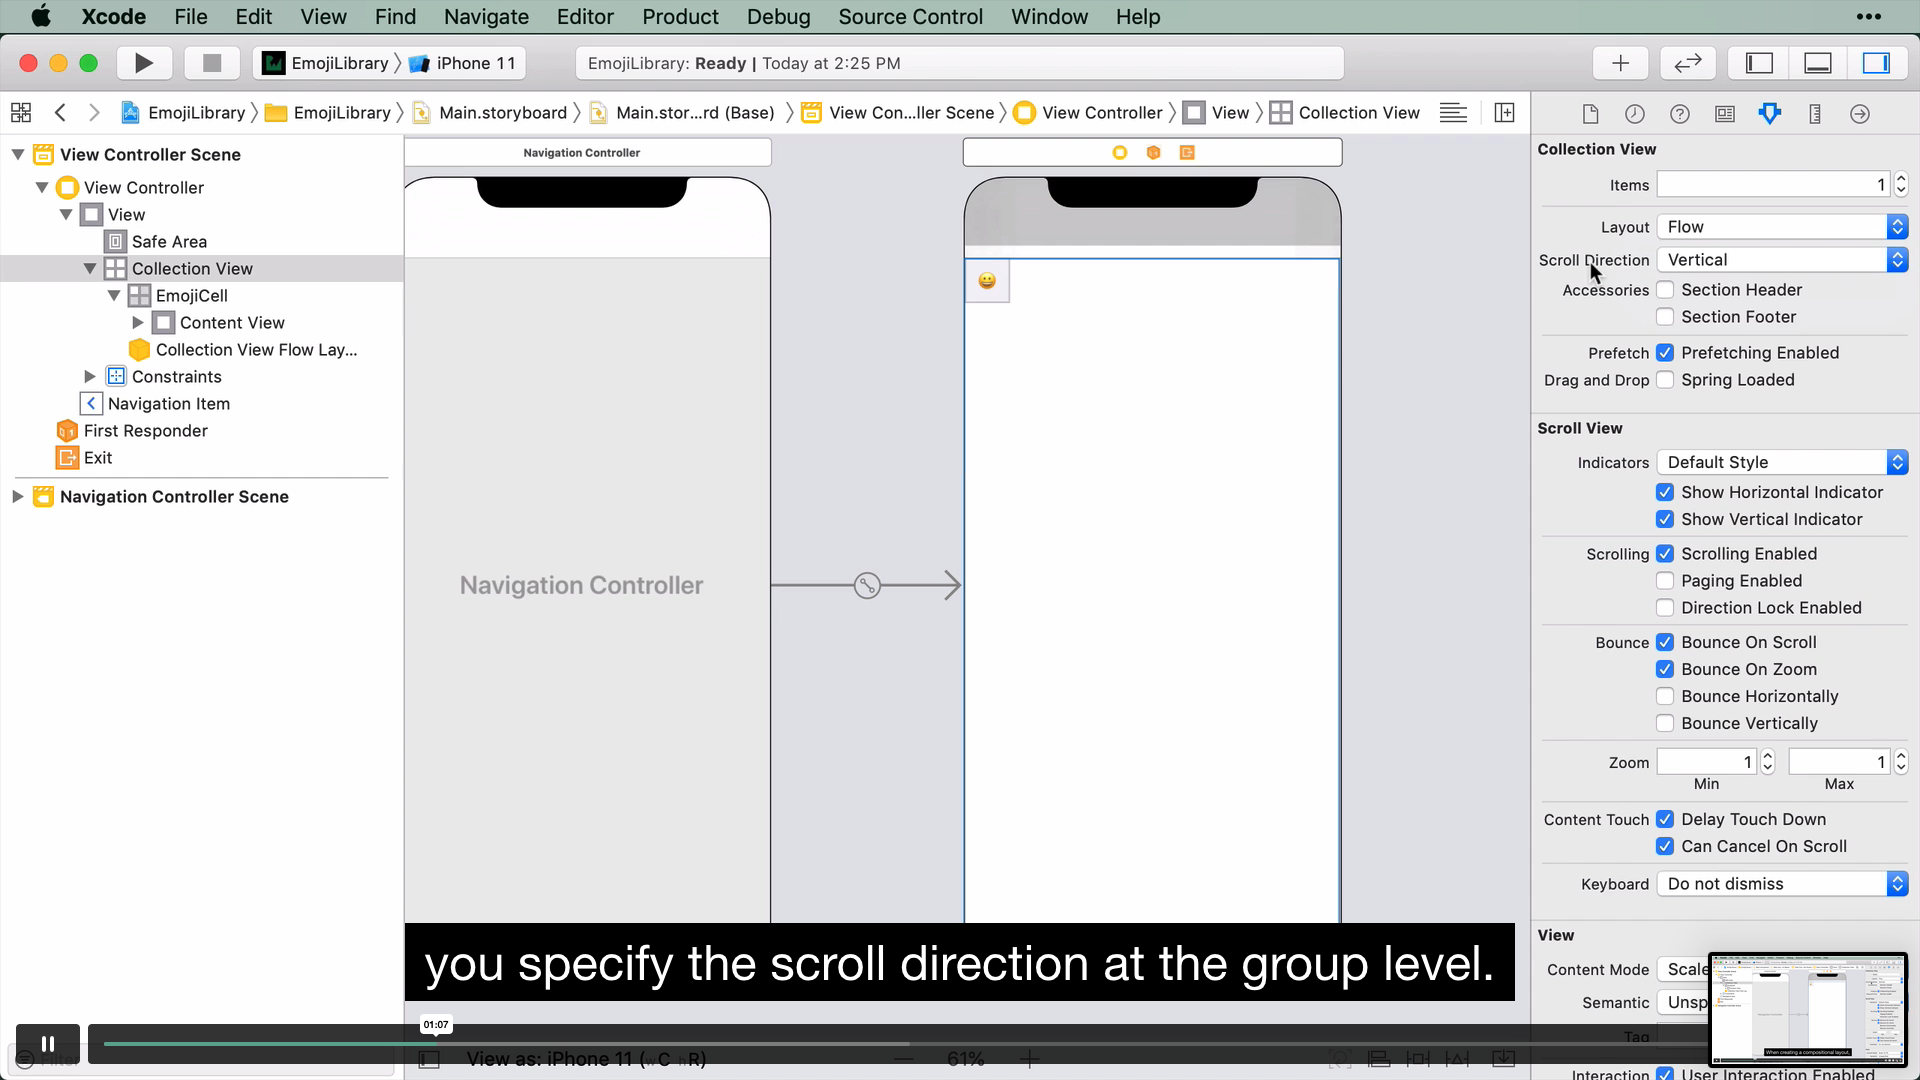 Xcode File Edit View Find Navigate Editor Product Debug Source Control Window Help •••
EmojiLibrary iPhone 11
EmojiLibrary: Ready | Today at 2:25 PM
EmojiLibrary EmojiLibrary Main.storyboard Main.stor...rd (Base) View Con...ller Scene View Controller View Collection View
View Controller Scene
View Controller
View
Safe Area
Collection View
EmojiCell
Content View
Collection View Flow Lay...
Constraints
Navigation Item
First Responder
Exit
Navigation Controller Scene
Navigation Controller
Navigation Controller
Collection View
Items 1
Layout Flow
Scroll Direction Vertical
Accessories Section Header
Section Footer
Prefetch Prefetching Enabled
Drag and Drop Spring Loaded
Scroll View
Indicators Default Style
Show Horizontal Indicator
Show Vertical Indicator
Scrolling Scrolling Enabled
Paging Enabled
Direction Lock Enabled
Bounce Bounce On Scroll
Bounce On Zoom
Bounce Horizontally
Bounce Vertically
Zoom 1 1
Min Max
Content Touch Delay Touch Down
Can Cancel On Scroll
Keyboard Do not dismiss
View
Content Mode Scale
Semantic Unsp
Tag
Interaction User Interaction Enabled
you specify the scroll direction at the group level.
01:07
Filter
View as: iPhone 11 (wC hR)
61%
When creating a compositional layout,